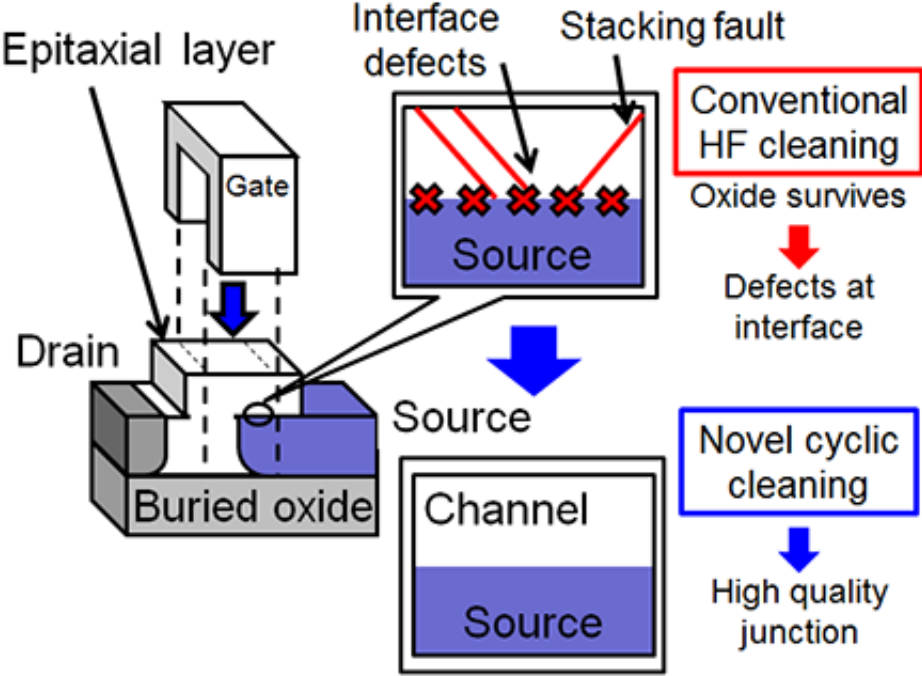 Epitaxial layer
Gate
Drain
Source
Buried oxide
Interface
defects
Stacking fault
Source
Conventional
HF cleaning
Oxide survives
Defects at
interface
Channel
Source
Novel cyclic
cleaning
High quality
junction